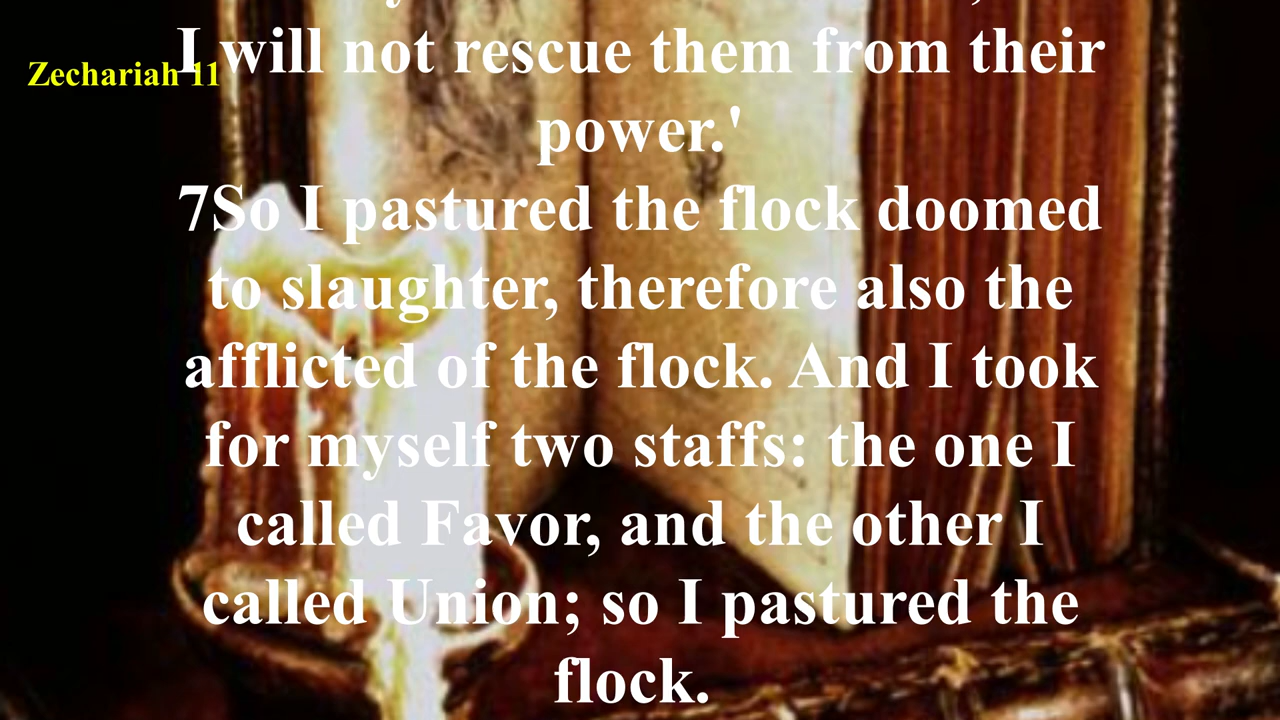 Zechariah 11
I will not rescue them from their
power.'
7So I pastured the flock doomed
to slaughter, therefore also the
afflicted of the flock. And I took
for myself two staffs: the one I
called Favor, and the other I
called Union; so I pastured the
flock.